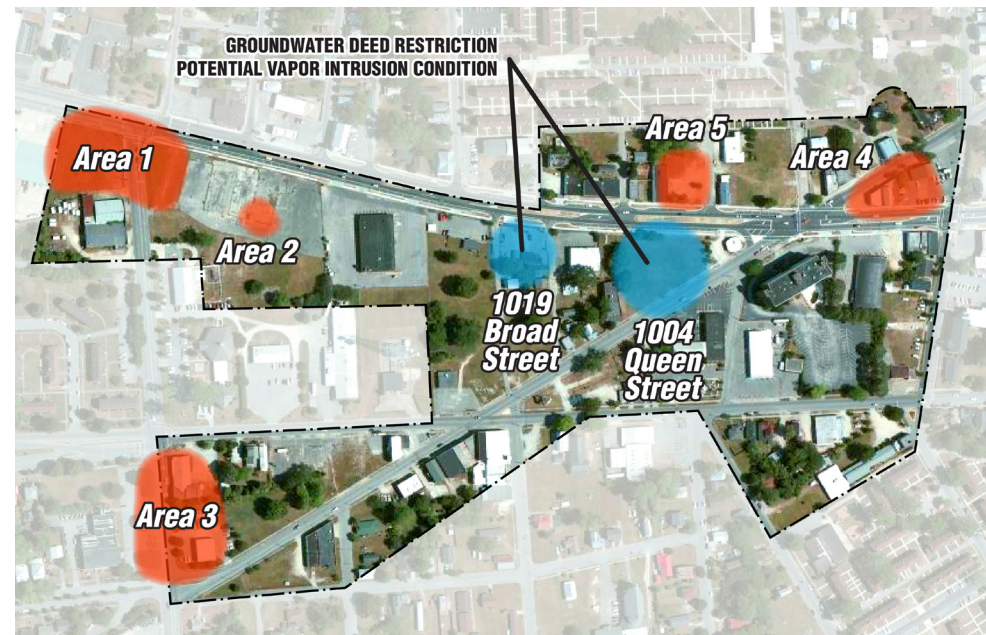 GROUNDWATER DEED RESTRICTION
POTENTIAL VAPOR INTRUSION CONDITION
Area 1
Area 2
Area 5
Area 4
1019
Broad
Street
1004
Queen
Street
Area 3